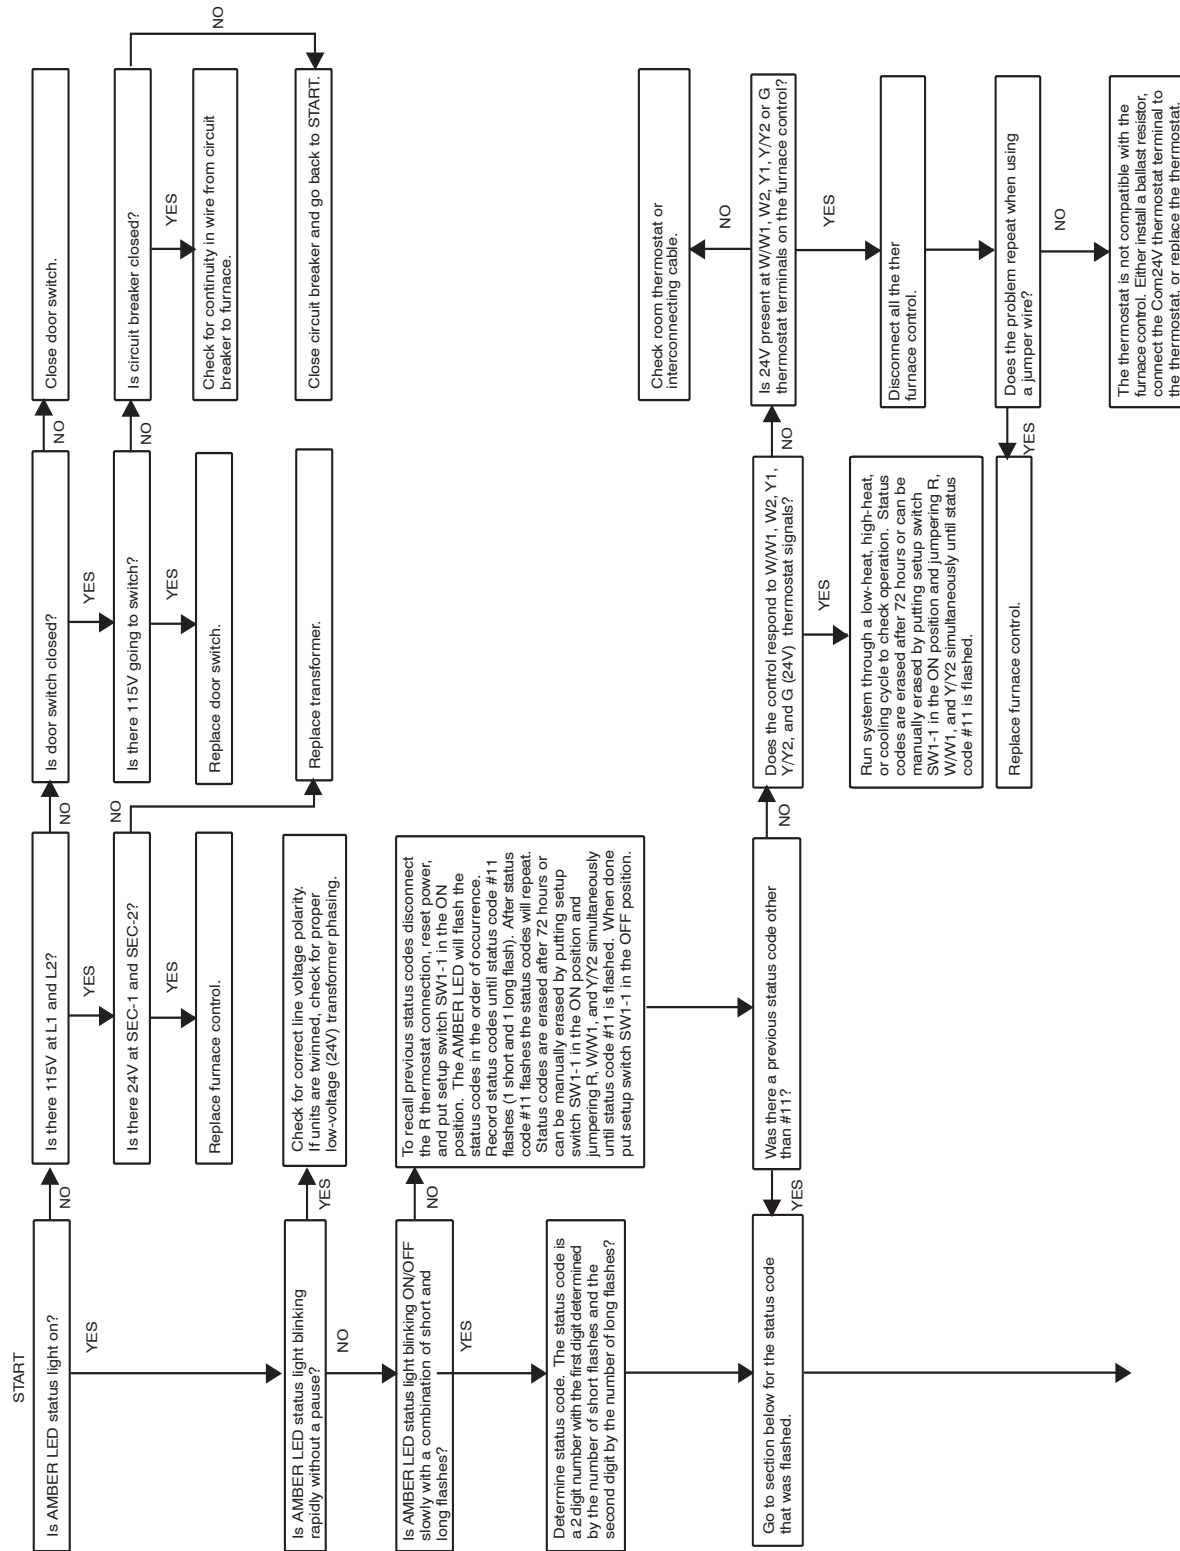 START
Is AMBER LED status light on?
NO
Is there 115V at L1 and L2?
NO
Is door switch closed?
NO
Close door switch.
YES
YES
YES
Is there 24V at SEC-1 and SEC-2?
NO
Is there 115V going to switch?
NO
Is circuit breaker closed?
NO
YES
YES
YES
Replace furnace control.
Replace door switch.
Check for continuity in wire from circuit
breaker to furnace.
Is AMBER LED status light blinking
rapidly without a pause?
YES
Check for correct line voltage polarity.
If units are twinned, check for proper
low-voltage (24V) transformer phasing.
Replace transformer.
Close circuit breaker and go back to START.
NO
Is AMBER LED status light blinking ON/OFF
slowly with a combination of short and
long flashes?
NO
To recall previous status codes disconnect
the R thermostat connection, reset power,
and put setup switch SW1-1 in the ON
position. The AMBER LED will flash the
status codes in the order of occurrence.
Record status codes until status code #11
flashes (1 short and 1 long flash). After status
code #11 flashes the status codes will repeat.
Status codes are erased after 72 hours or
can be manually erased by putting setup
switch SW1-1 in the ON position and
jumpering R, W/W1, and Y/Y2 simultaneously
until status code #11 is flashed. When done
put setup switch SW1-1 in the OFF position.
YES
Determine status code. The status code is
a 2 digit number with the first digit determined
by the number of short flashes and the
second digit by the number of long flashes?
Check room thermostat or
interconnecting cable.
NO
Go to section below for the status code
that was flashed.
YES
Was there a previous status code other
than #11?
NO
Does the control respond to W/W1, W2, Y1,
Y/Y2, and G (24V) thermostat signals?
NO
Is 24V present at W/W1, W2, Y1, Y/Y2 or G
thermostat terminals on the furnace control?
YES
YES
Run system through a low-heat, high-heat,
or cooling cycle to check operation. Status
codes are erased after 72 hours or can be
manually erased by putting setup switch
SW1-1 in the ON position and jumpering R,
W/W1, and Y/Y2 simultaneously until status
code #11 is flashed.
Disconnect all the ther
furnace control.
Replace furnace control.
YES
Does the problem repeat when using
a jumper wire?
NO
The thermostat is not compatible with the
furnace control. Either install a ballast resistor,
connect the Com24V thermostat terminal to
the thermostat, or replace the thermostat.